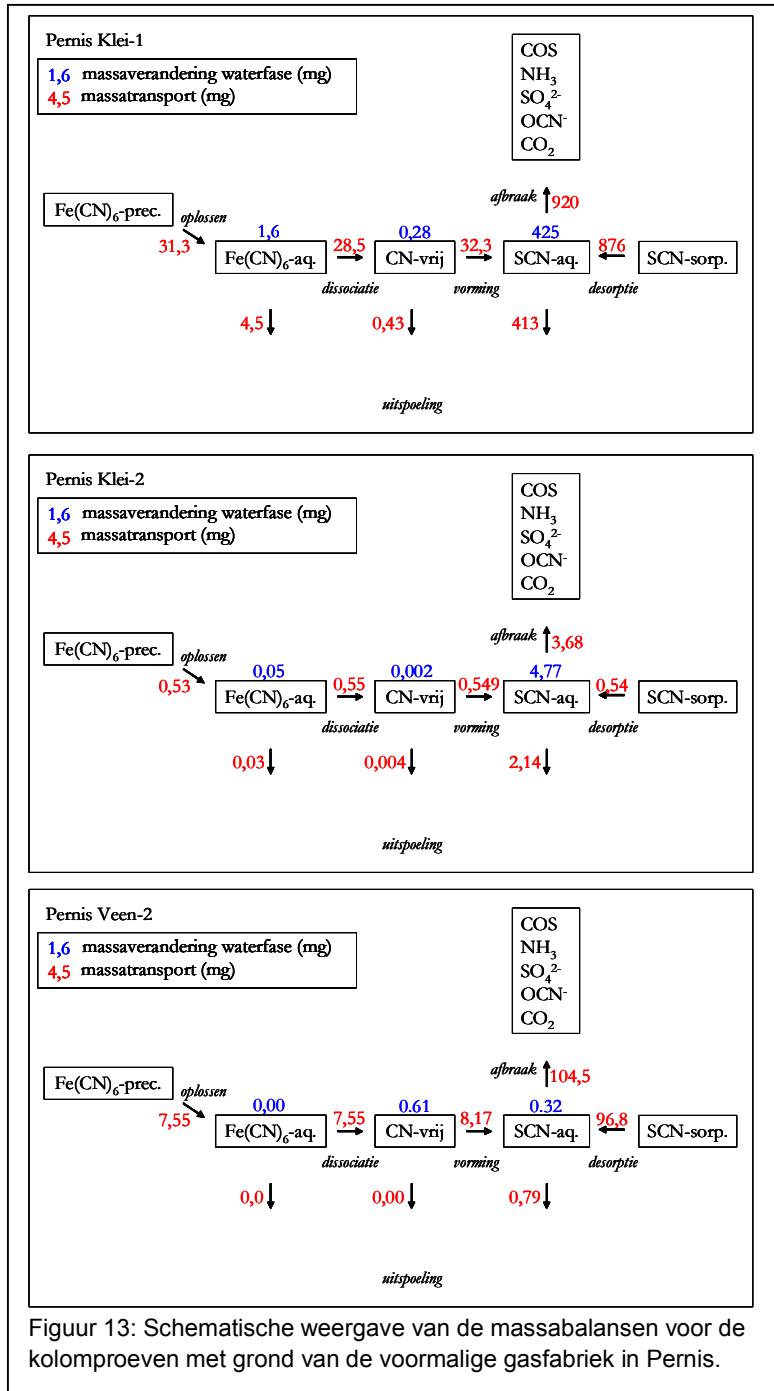 Pernis Klei-1
1,6 massaverandering waterfase (mg)
4,5 massatransport (mg)
COS
NH₃
SO₄²⁻
OCN⁻
CO₂
afbraak 920
Fe(CN)₆-prec.
oplossen
31,3
1,6 0,28 425
Fe(CN)₆-aq. 28,5 CN-vrij 32,3 SCN-aq. 876 SCN-sorp.
dissociatie vorming desorptie
4,5 0,43 413
uitspoeling
Pernis Klei-2
1,6 massaverandering waterfase (mg)
4,5 massatransport (mg)
COS
NH₃
SO₄²⁻
OCN⁻
CO₂
afbraak 3,68
Fe(CN)₆-prec.
oplossen
0,53
0,05 0,002 4,77
Fe(CN)₆-aq. 0,55 CN-vrij 0,549 SCN-aq. 0,54 SCN-sorp.
dissociatie vorming desorptie
0,03 0,004 2,14
uitspoeling
Pernis Veen-2
1,6 massaverandering waterfase (mg)
4,5 massatransport (mg)
COS
NH₃
SO₄²⁻
OCN⁻
CO₂
afbraak 104,5
Fe(CN)₆-prec.
oplossen
7,55
0,00 0.61 0.32
Fe(CN)₆-aq. 7,55 CN-vrij 8,17 SCN-aq. 96,8 SCN-sorp.
dissociatie vorming desorptie
0,0 0,00 0,79
uitspoeling
Figuur 13: Schematische weergave van de massabalansen voor de
kolomproeven met grond van de voormalige gasfabriek in Pernis.